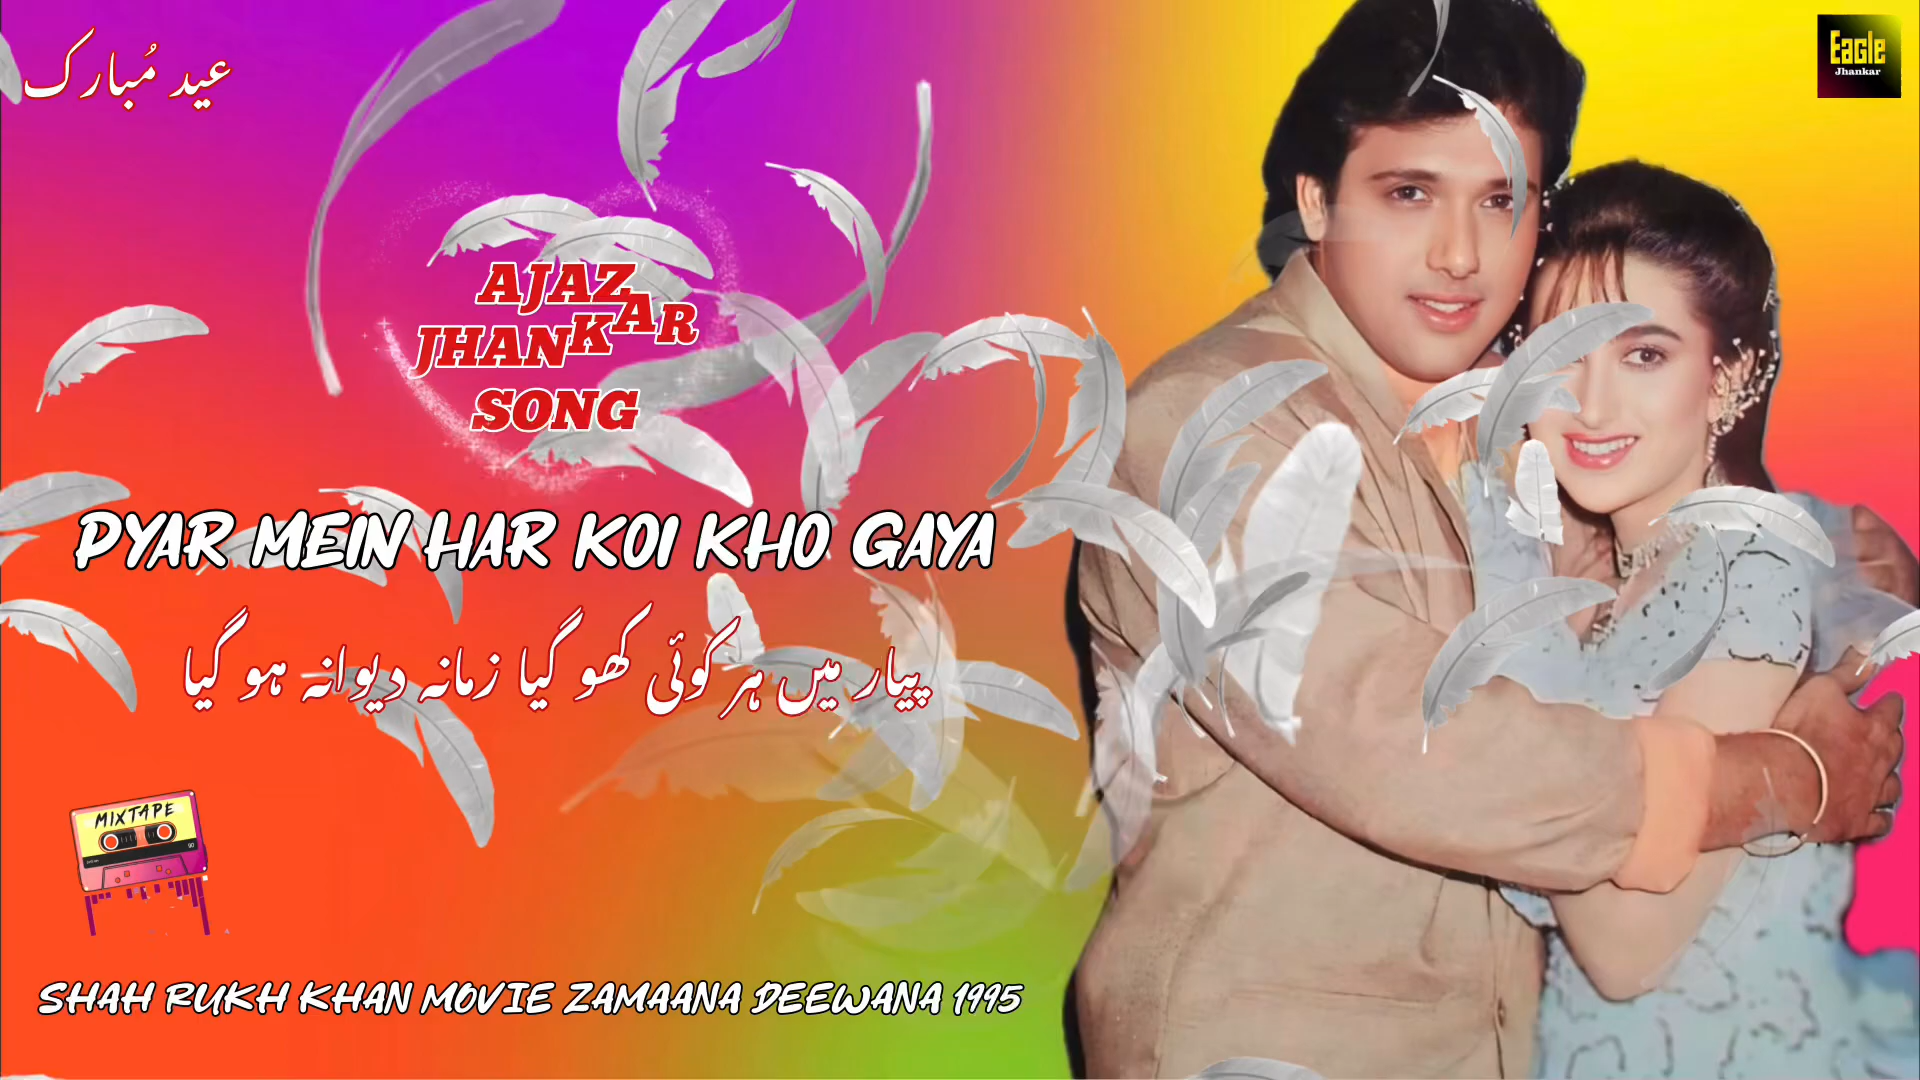 عید مُبارک
Eagle
Jhankar
AJAZ
JHANKAR
SONG
PYAR MEIN HAR KOI KHO GAYA
پیار میں ہر کوئی کھو گیا زمانہ دیوانہ ہو گیا
MIXTAPE
90
SHAH RUKH KHAN MOVIE ZAMAANA DEEWANA 1995